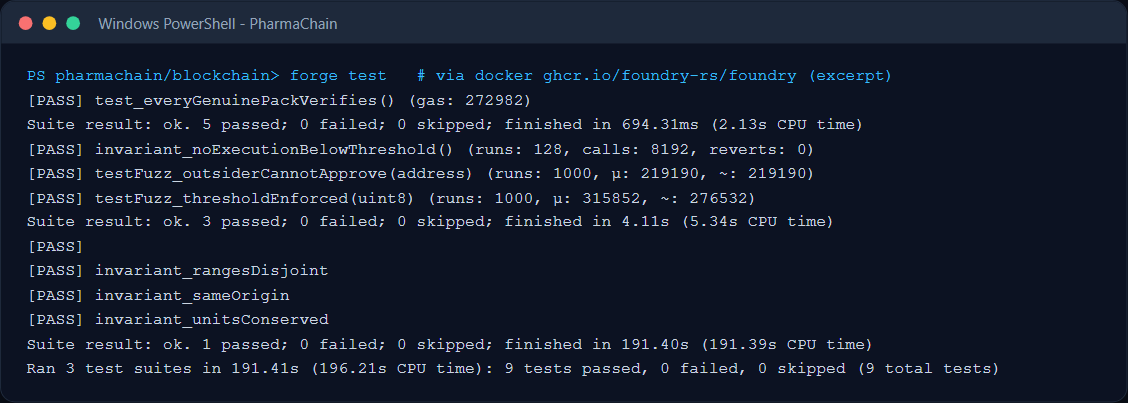 Windows PowerShell - PharmaChain
PS pharmachain/blockchain> forge test   # via docker ghcr.io/foundry-rs/foundry (excerpt)
[PASS] test_everyGenuinePackVerifies() (gas: 272982)
Suite result: ok. 5 passed; 0 failed; 0 skipped; finished in 694.31ms (2.13s CPU time)
[PASS] invariant_noExecutionBelowThreshold() (runs: 128, calls: 8192, reverts: 0)
[PASS] testFuzz_outsiderCannotApprove(address) (runs: 1000, μ: 219190, ~: 219190)
[PASS] testFuzz_thresholdEnforced(uint8) (runs: 1000, μ: 315852, ~: 276532)
Suite result: ok. 3 passed; 0 failed; 0 skipped; finished in 4.11s (5.34s CPU time)
[PASS]
[PASS] invariant_rangesDisjoint
[PASS] invariant_sameOrigin
[PASS] invariant_unitsConserved
Suite result: ok. 1 passed; 0 failed; 0 skipped; finished in 191.40s (191.39s CPU time)
Ran 3 test suites in 191.41s (196.21s CPU time): 9 tests passed, 0 failed, 0 skipped (9 total tests)